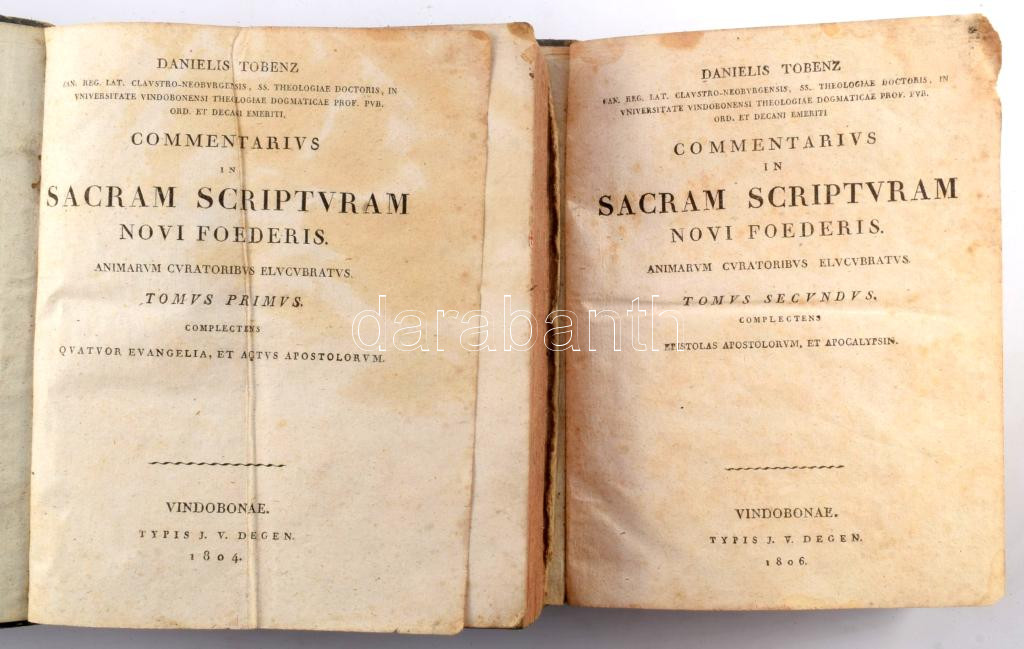 DANIELIS TOBENZ
CAN. REG. LAT. CLAVSTRO-NEOBVRGENSIS, SS. THEOLOGIAE DOCTORIS, IN
VNIVERSITATE VINDOBONENSI THEOLOGIAE DOGMATICAE PROF. PVB.
ORD. ET DECANI EMERITI,
COMMENTARIVS
IN
SACRAM SCRIPTVRAM
NOVI FOEDERIS.
ANIMARVM CVRATORIBVS ELVCVBRATVS.
TOMVS PRIMVS.
COMPLECTENS
QVATVOR EVANGELIA, ET ACTVS APOSTOLORVM.
VINDOBONAE.
TYPIS J. V. DEGEN.
1804.
DANIELIS TOBENZ
CAN. REG. LAT. CLAVSTRO-NEOBVRGENSIS, SS. THEOLOGIAE DOCTORIS, IN
VNIVERSITATE VINDOBONENSI THEOLOGIAE DOGMATICAE PROF. PVB.
ORD. ET DECANI EMERITI
COMMENTARIVS
IN
SACRAM SCRIPTVRAM
NOVI FOEDERIS.
ANIMARVM CVRATORIBVS ELVCVBRATVS.
TOMVS SECVNDVS.
COMPLECTENS
EPISTOLAS APOSTOLORVM, ET APOCALYPSIN.
VINDOBONAE.
TYPIS J. V. DEGEN.
1806.
darabanth